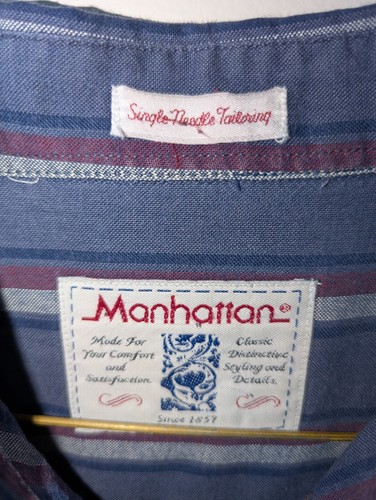 Single-Needle Tailoring
Manhattan®
Made For
Your Comfort
and
Satisfaction.
Classic
Distinctive
Styling and
Details.
Since 1857